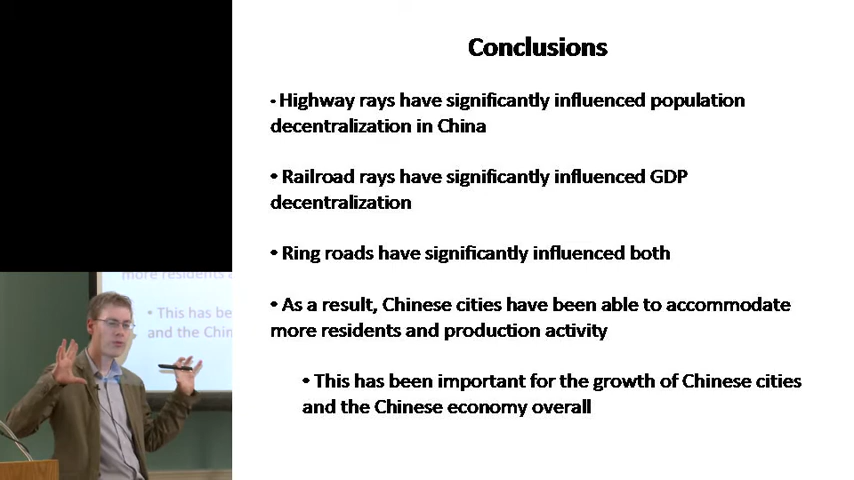 Conclusions
• Highway rays have significantly influenced population
decentralization in China
• Railroad rays have significantly influenced GDP
decentralization
• Ring roads have significantly influenced both
• As a result, Chinese cities have been able to accommodate
more residents and production activity
• This has been important for the growth of Chinese cities
and the Chinese economy overall
more residents
• This has be
and the Chin